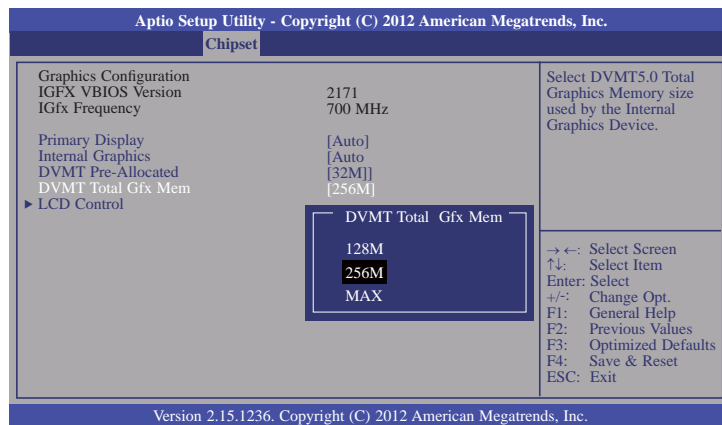 Aptio Setup Utility - Copyright (C) 2012 American Megatrends, Inc.
Chipset
Graphics Configuration
IGFX VBIOS Version 2171
IGfx Frequency 700 MHz
Primary Display [Auto]
Internal Graphics [Auto
DVMT Pre-Allocated [32M]]
DVMT Total Gfx Mem [256M]
▶ LCD Control
DVMT Total Gfx Mem
128M
256M
MAX
Select DVMT5.0 Total
Graphics Memory size
used by the Internal
Graphics Device.
→←: Select Screen
↑↓: Select Item
Enter: Select
+/-: Change Opt.
F1: General Help
F2: Previous Values
F3: Optimized Defaults
F4: Save & Reset
ESC: Exit
Version 2.15.1236. Copyright (C) 2012 American Megatrends, Inc.